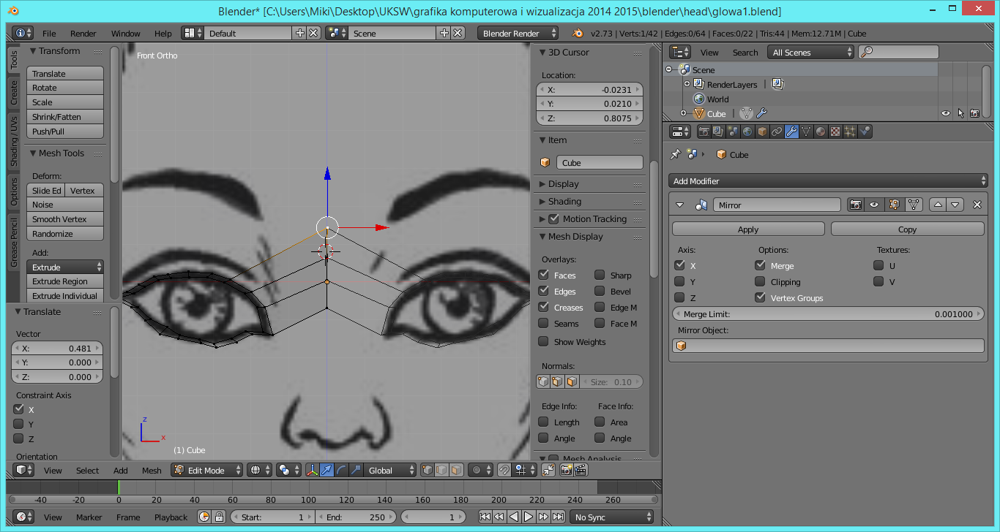 Blender* [C:\Users\Miki\Desktop\UKSW\grafika komputerowa i wizualizacja 2014 2015\blender\head\glowa1.blend]
File Render Window Help Default Scene Blender Render v2.73 | Verts:1/42 | Edges:0/64 | Faces:0/22 | Tris:44 | Mem:12.71M | Cube
Tools
Create
Shading / UVs
Options
Grease Pencil
Transform
Translate
Rotate
Scale
Shrink/Fatten
Push/Pull
Mesh Tools
Deform:
Slide Ed Vertex
Noise
Smooth Vertex
Randomize
Add:
Extrude
Extrude Region
Extrude Individual
Translate
Vector
X: 0.481
Y: 0.000
Z: 0.000
Constraint Axis
X
Y
Z
Orientation
Front Ortho
z
x
(1) Cube
3D Cursor
Location:
X: -0.0231
Y: 0.0210
Z: 0.8075
Item
Cube
Display
Shading
Motion Tracking
Mesh Display
Overlays:
Faces Sharp
Edges Bevel
Creases Edge M
Seams Face M
Show Weights
Normals:
Size: 0.10
Edge Info: Face Info:
Length Area
Angle Angle
Mesh Analysis
View Select Add Mesh Edit Mode Global
-40 -20 0 20 40 60 80 100 120 140 160 180 200 220 240 260
View Marker Frame Playback Start: 1 End: 250 1 No Sync
View Search All Scenes
Scene
RenderLayers |
World
Cube |
Cube
Add Modifier
Mirror
Apply Copy
Axis: Options: Textures:
X Merge U
Y Clipping V
Z Vertex Groups
Merge Limit: 0.001000
Mirror Object: